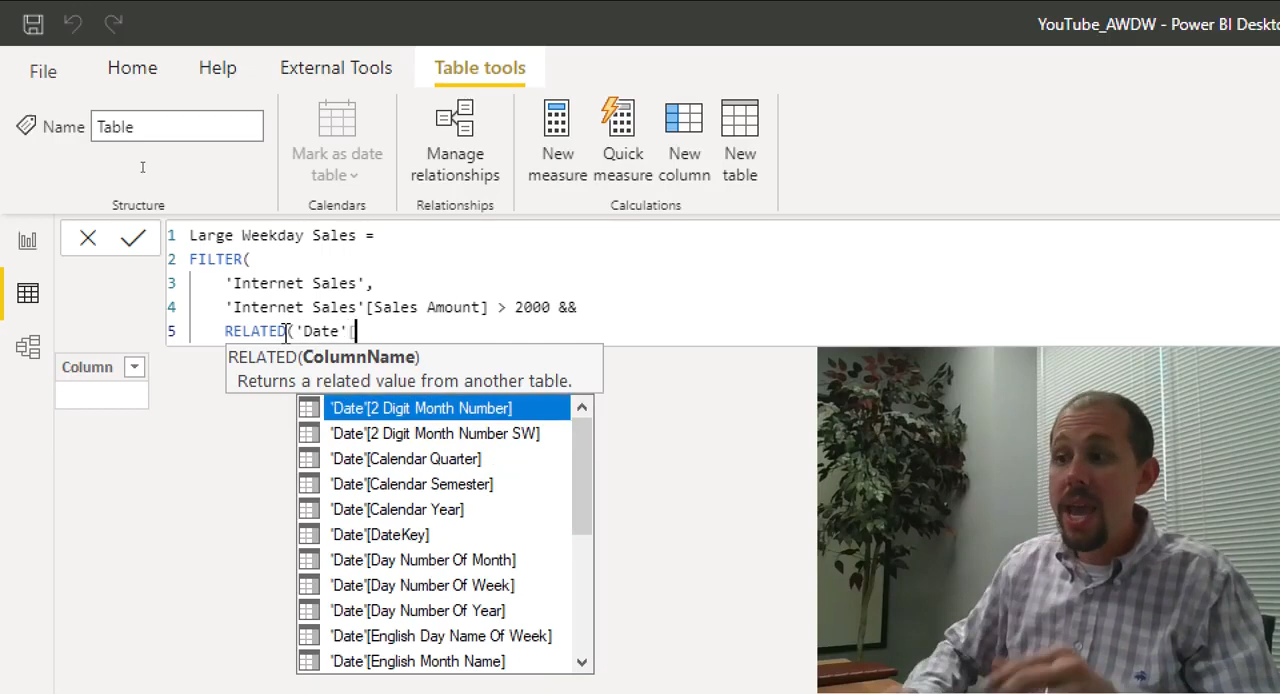 YouTube_AWDW - Power BI Deskto
File
Home
Help
External Tools
Table tools
Name
Table
Mark as date
table
Manage
relationships
New
measure
Quick
measure
New
column
New
table
Structure
Calendars
Relationships
Calculations
1 Large Weekday Sales =
2 FILTER(
3 'Internet Sales',
4 'Internet Sales'[Sales Amount] > 2000 &&
5 RELATED('Date'[
RELATED(ColumnName)
Returns a related value from another table.
Column
'Date'[2 Digit Month Number]
'Date'[2 Digit Month Number SW]
'Date'[Calendar Quarter]
'Date'[Calendar Semester]
'Date'[Calendar Year]
'Date'[DateKey]
'Date'[Day Number Of Month]
'Date'[Day Number Of Week]
'Date'[Day Number Of Year]
'Date'[English Day Name Of Week]
'Date'[English Month Name]